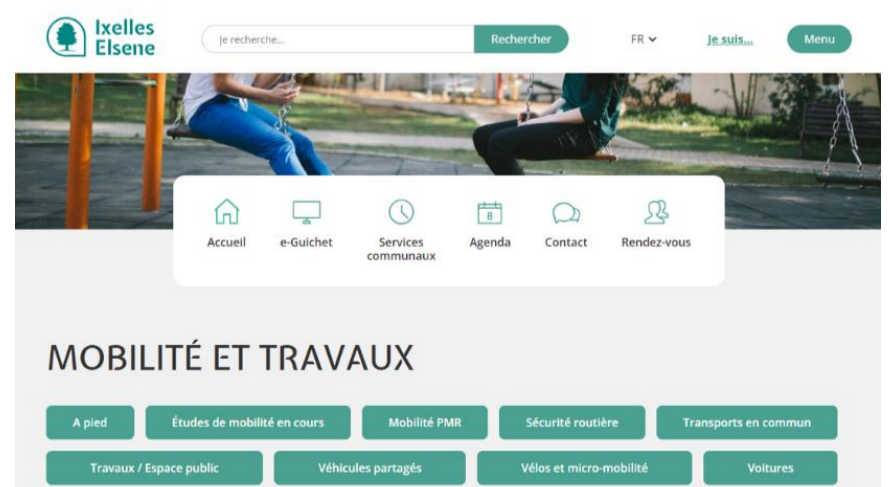 Ixelles
Elsene
Je recherche...
Rechercher
FR
Je suis...
Menu
8
Accueil
e-Guichet
Services
communaux
Agenda
Contact
Rendez-vous
MOBILITÉ ET TRAVAUX
A pied
Études de mobilité en cours
Mobilité PMR
Sécurité routière
Transports en commun
Travaux / Espace public
Véhicules partagés
Vélos et micro-mobilité
Voitures